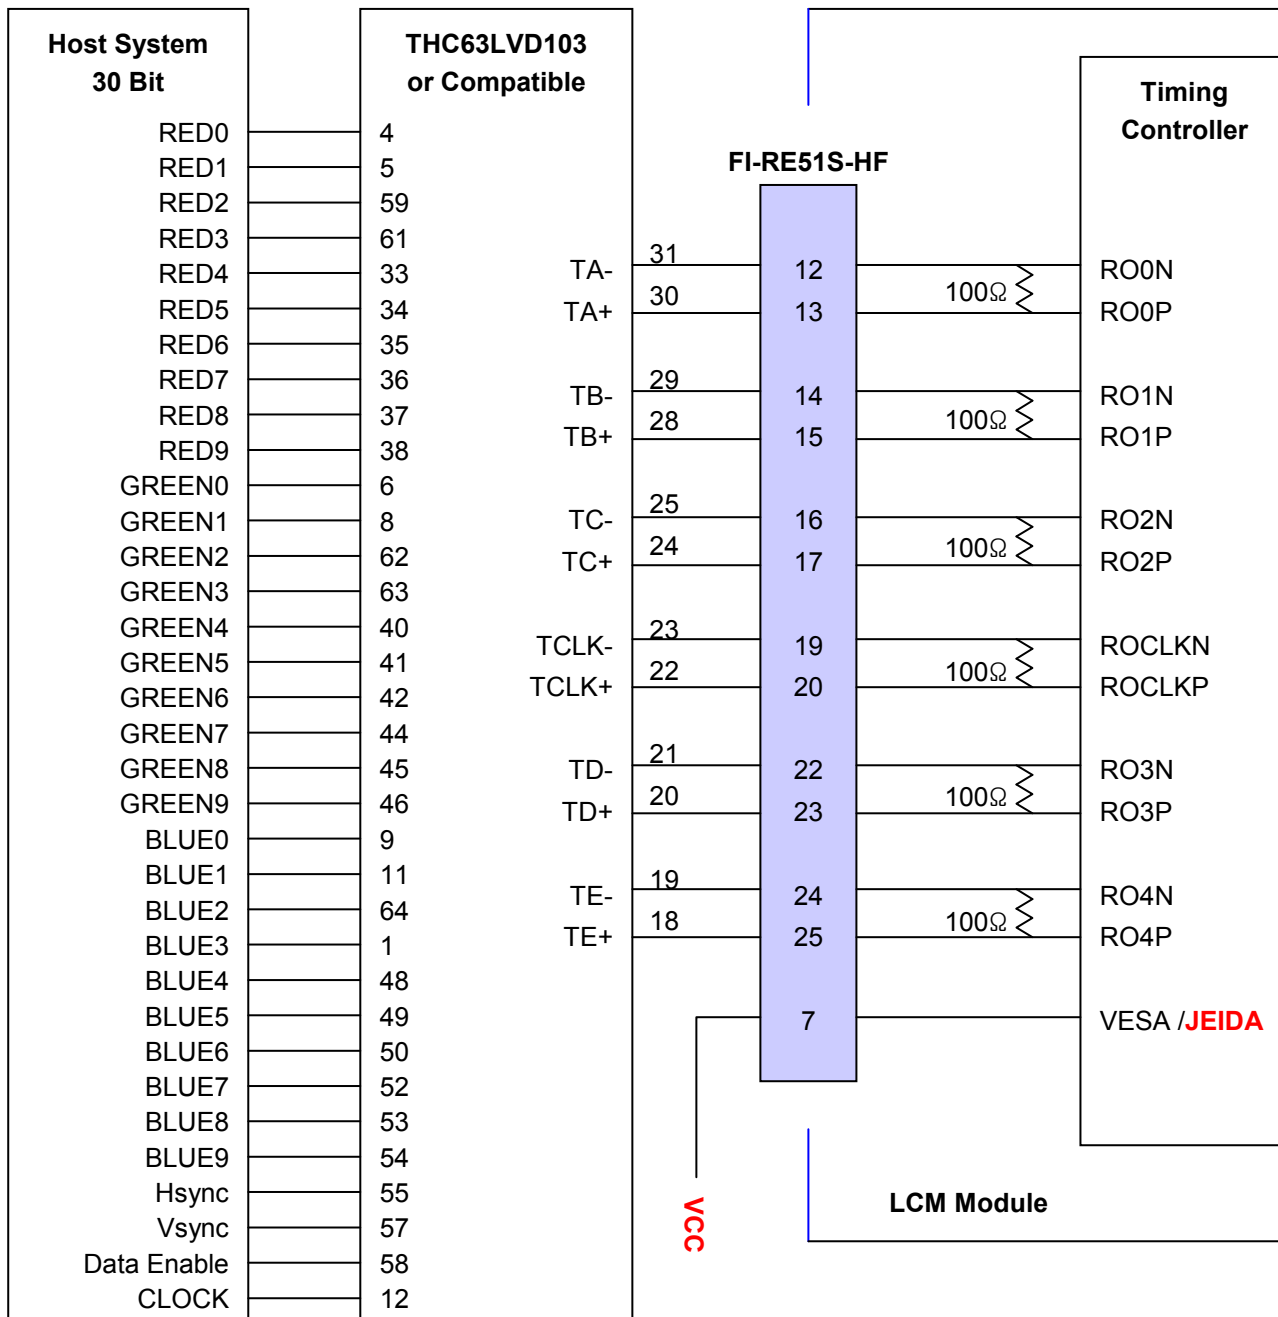 Host System
30 Bit
RED0
RED1
RED2
RED3
RED4
RED5
RED6
RED7
RED8
RED9
GREEN0
GREEN1
GREEN2
GREEN3
GREEN4
GREEN5
GREEN6
GREEN7
GREEN8
GREEN9
BLUE0
BLUE1
BLUE2
BLUE3
BLUE4
BLUE5
BLUE6
BLUE7
BLUE8
BLUE9
Hsync
Vsync
Data Enable
CLOCK
THC63LVD103
or Compatible
4
5
59
61
33
34
35
36
37
38
6
8
62
63
40
41
42
44
45
46
9
11
64
1
48
49
50
52
53
54
55
57
58
12
TA-
TA+
TB-
TB+
TC-
TC+
TCLK-
TCLK+
TD-
TD+
TE-
TE+
31
30
29
28
25
24
23
22
21
20
19
18
VCC
FI-RE51S-HF
12
13
14
15
16
17
19
20
22
23
24
25
7
100Ω
100Ω
100Ω
100Ω
100Ω
100Ω
Timing
Controller
RO0N
RO0P
RO1N
RO1P
RO2N
RO2P
ROCLKN
ROCLKP
RO3N
RO3P
RO4N
RO4P
VESA /JEIDA
LCM Module